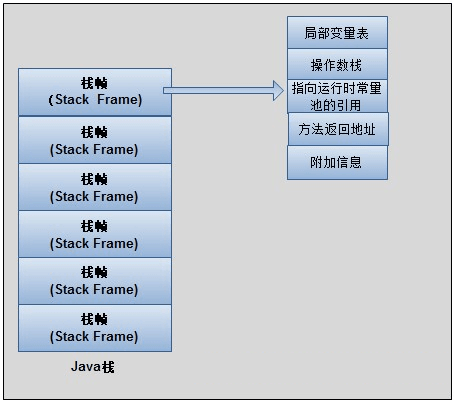 栈帧
(Stack Frame)
栈帧
(Stack Frame)
栈帧
(Stack Frame)
栈帧
(Stack Frame)
栈帧
(Stack Frame)
栈帧
(Stack Frame)
Java栈
局部变量表
操作数栈
指向运行时常量
池的引用
方法返回地址
附加信息